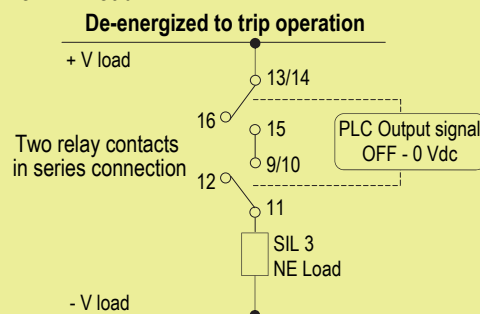 De-energized to trip operation
+ V load
13/14
16
15
Two relay contacts
in series connection
PLC Output signal
OFF - 0 Vdc
9/10
12
11
SIL 3
NE Load
- V load